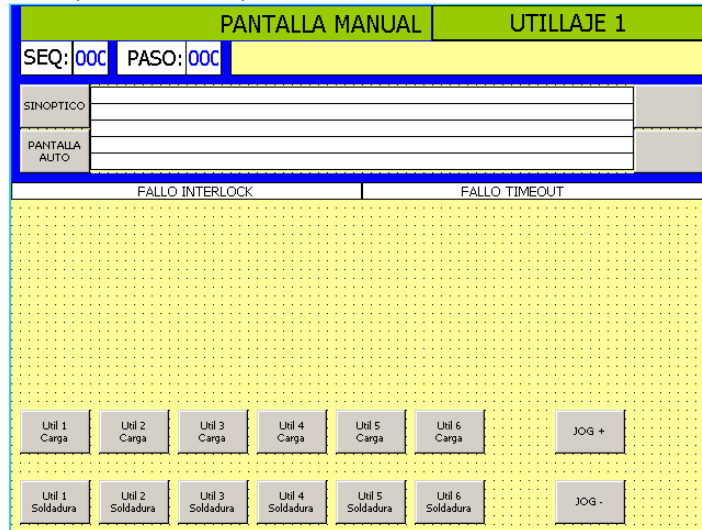 PANTALLA MANUAL UTILLAJE 1
SEQ: 000 PASO: 000
SINOPTICO
PANTALLA
AUTO
FALLO INTERLOCK FALLO TIMEOUT
Util 1 Util 2 Util 3 Util 4 Util 5 Util 6
Carga Carga Carga Carga Carga Carga
JOG +
Util 1 Util 2 Util 3 Util 4 Util 5 Util 6
Soldadura Soldadura Soldadura Soldadura Soldadura Soldadura
JOG -